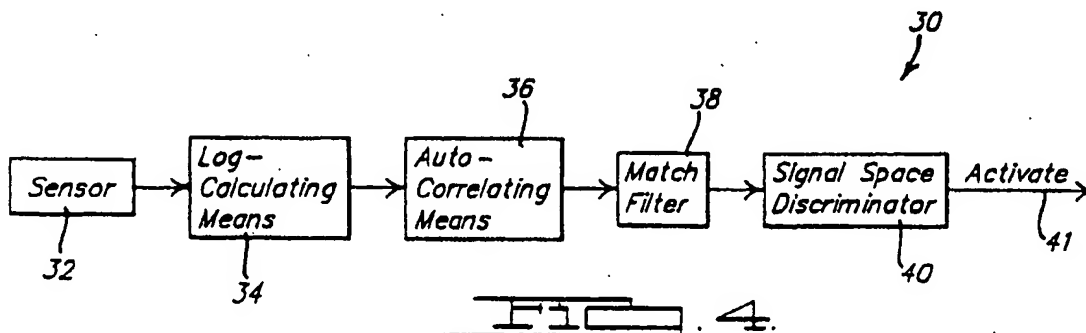 30
36
38
Sensor
Log-
Calculating
Means
Auto-
Correlating
Means
Match
Filter
Signal Space
Discriminator
Activate
32
34
40
41
Fig. 4.